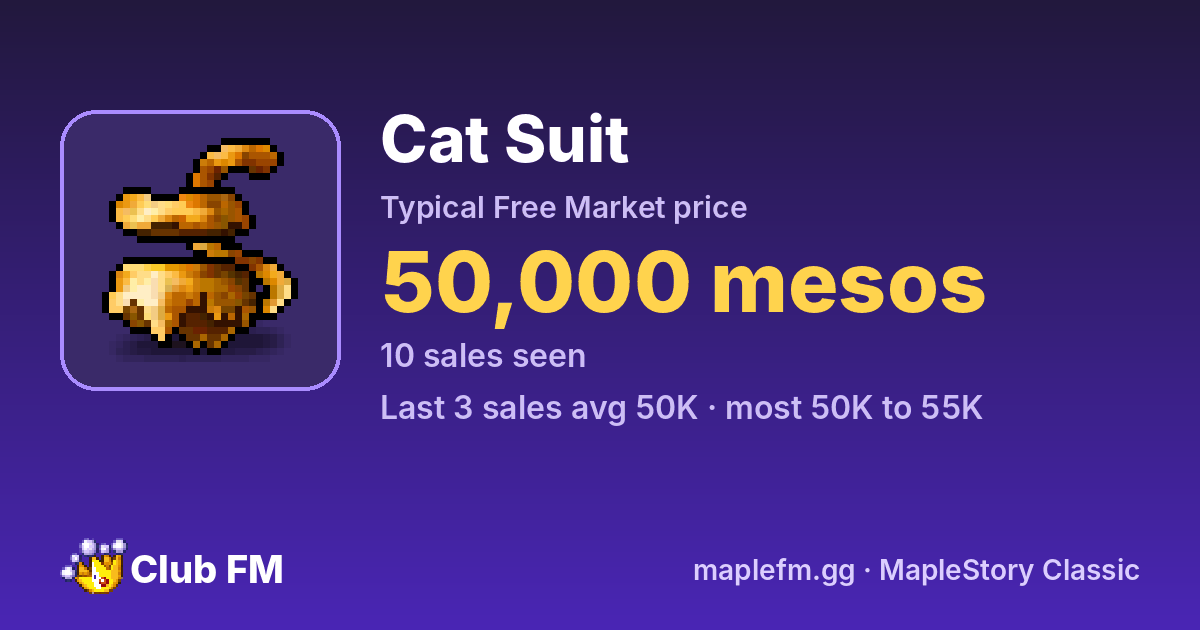 Cat Suit
Typical Free Market price
50,000 mesos
10 sales seen
Last 3 sales avg 50K · most 50K to 55K
Club FM
maplefm.gg · MapleStory Classic